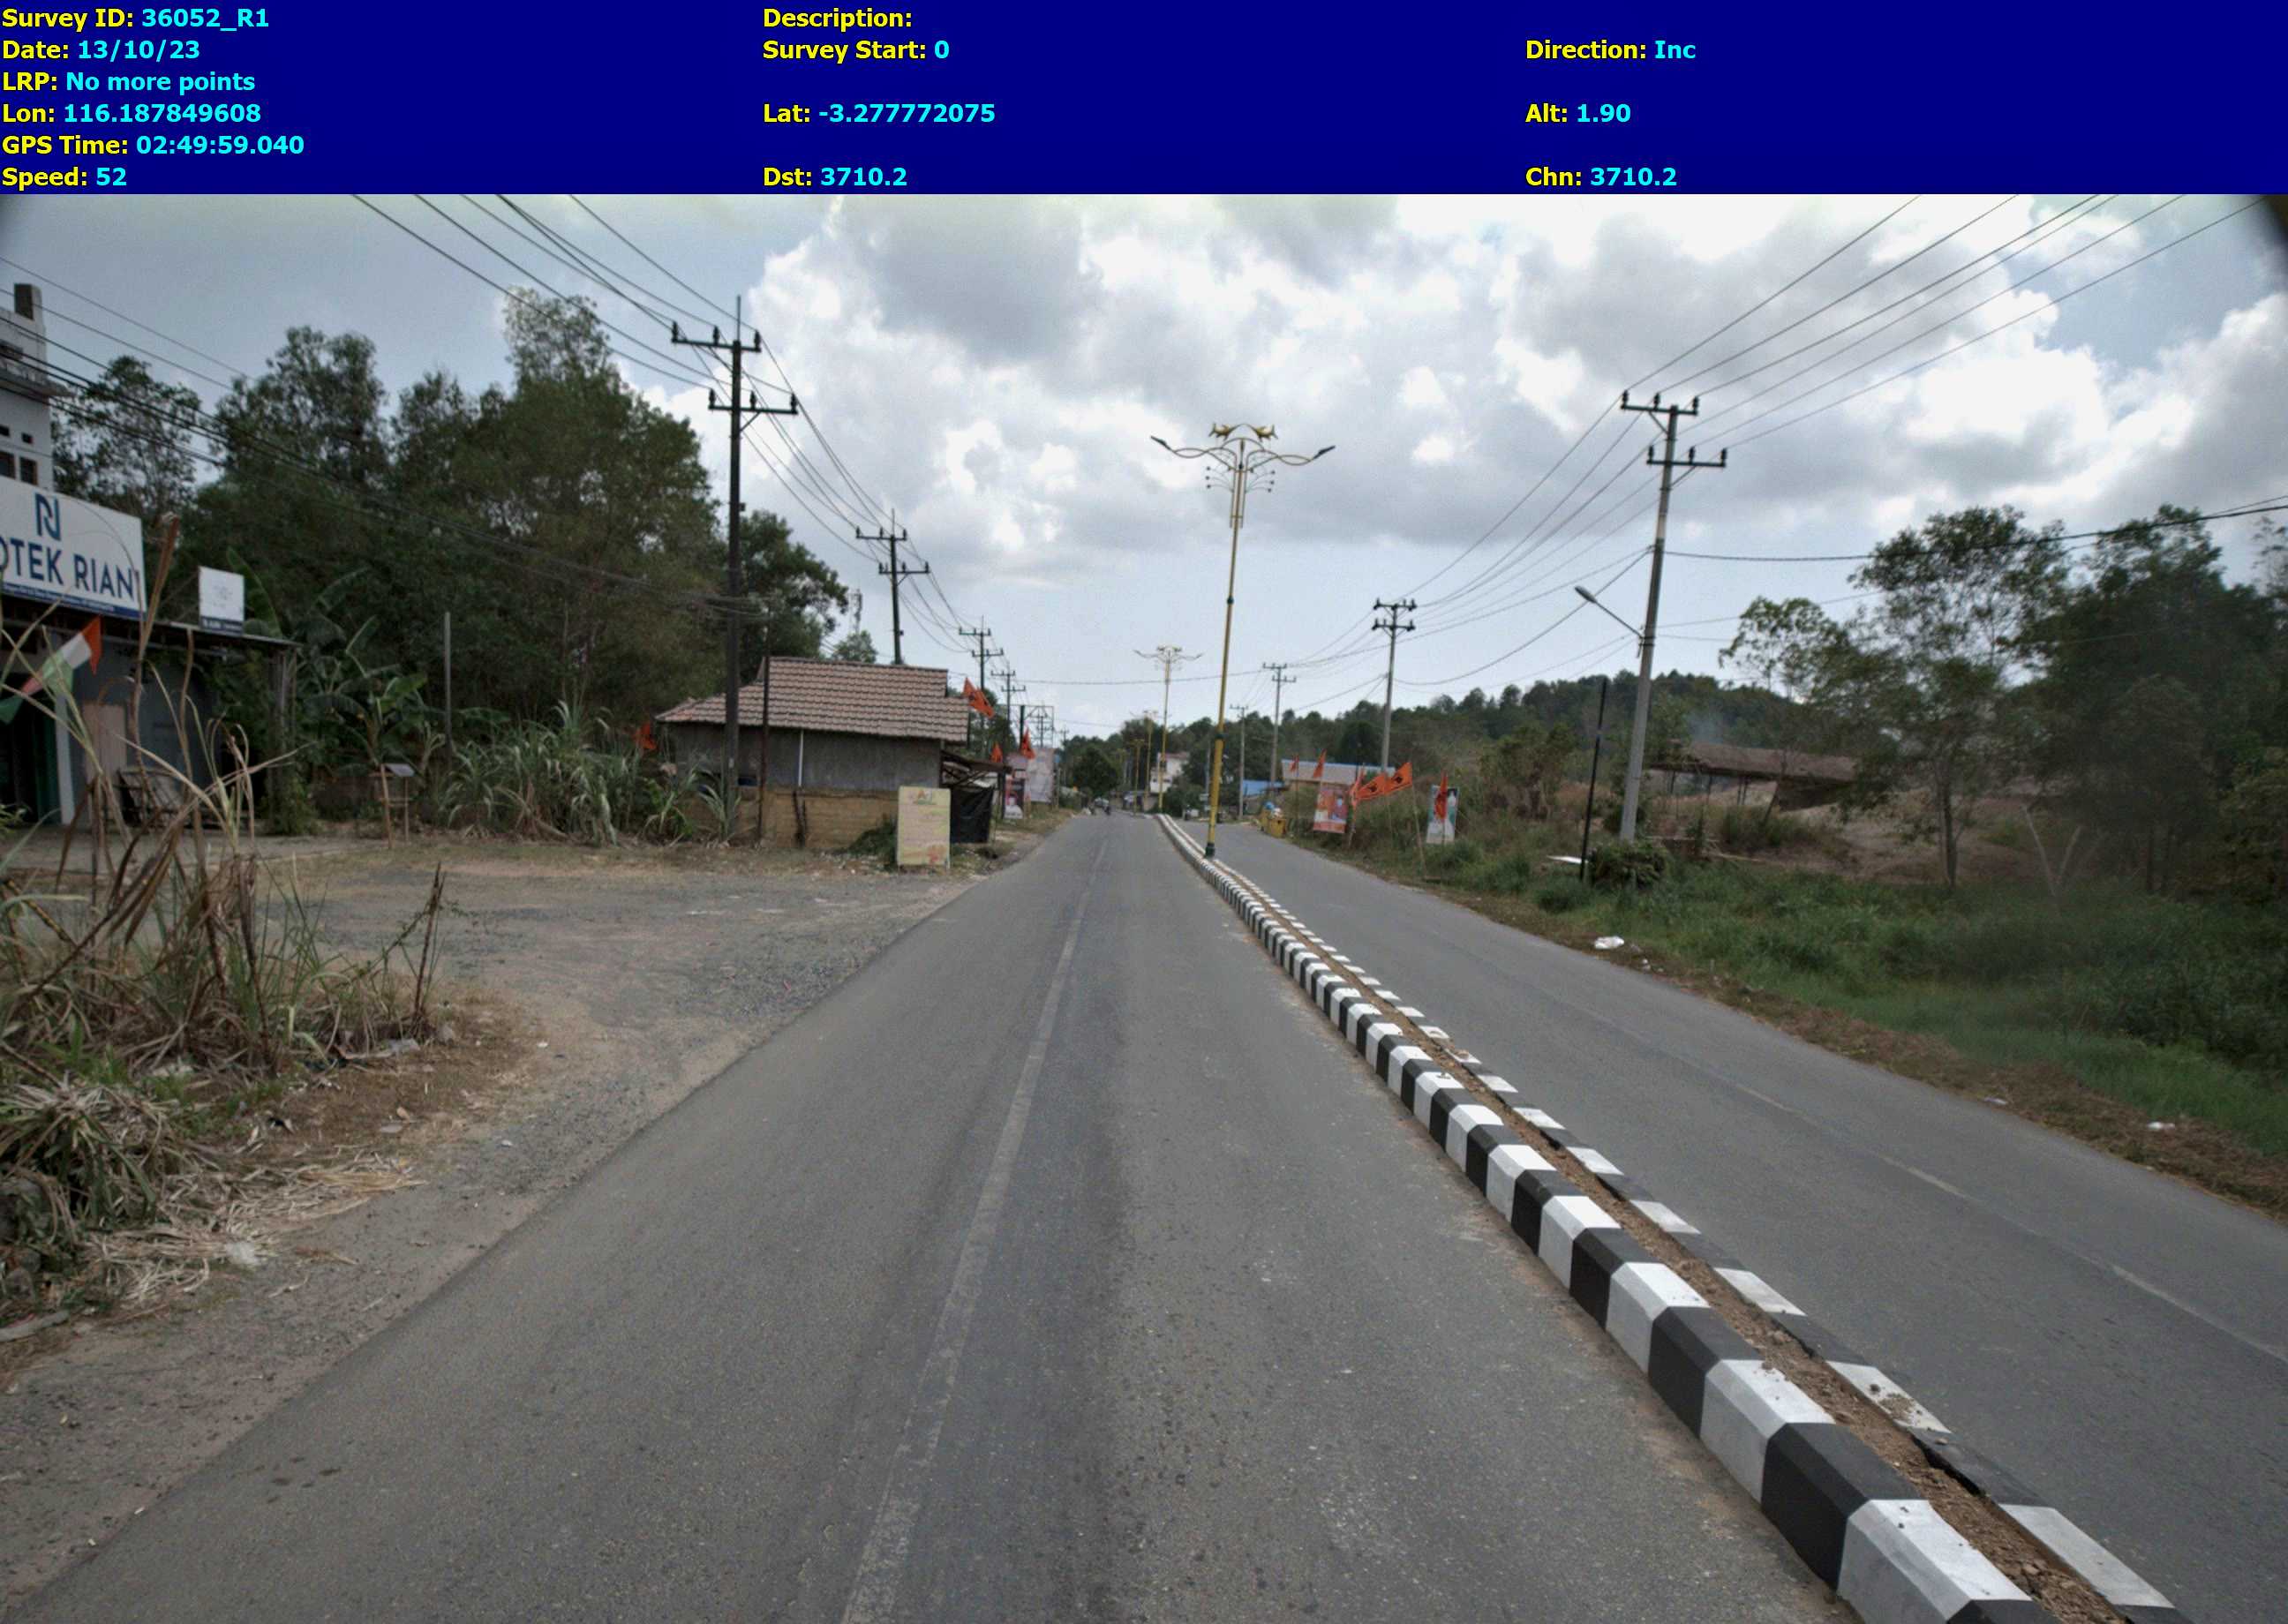 Survey ID: 36052_R1
Description:
Date: 13/10/23
Survey Start: 0
Direction: Inc
LRP: No more points
Lon: 116.187849608
Lat: -3.277772075
Alt: 1.90
GPS Time: 02:49:59.040
Speed: 52
Dst: 3710.2
Chn: 3710.2
OTEK RIANI